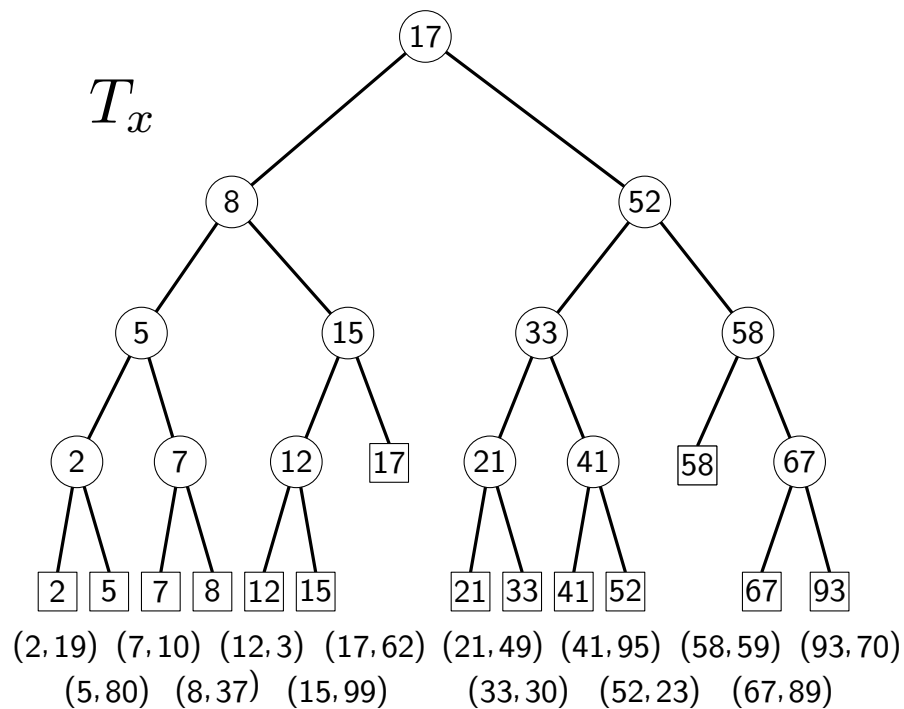 17
T_x
8 52
5 15 33 58
2 7 12 17 21 41 58 67
2 5 7 8 12 15 21 33 41 52 67 93
(2, 19) (7, 10) (12, 3) (17, 62) (21, 49) (41, 95) (58, 59) (93, 70)
(5, 80) (8, 37) (15, 99) (33, 30) (52, 23) (67, 89)